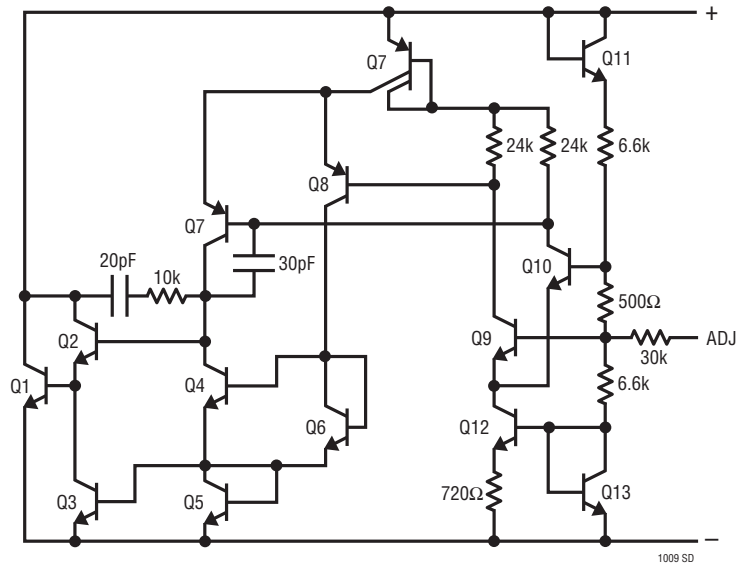 +
Q11
Q7
24k
24k
6.6k
Q8
Q7
20pF
10k
30pF
Q10
500Ω
Q2
Q9
ADJ
30k
Q1
Q4
6.6k
Q6
Q12
Q3
Q5
720Ω
Q13
–
1009 SD